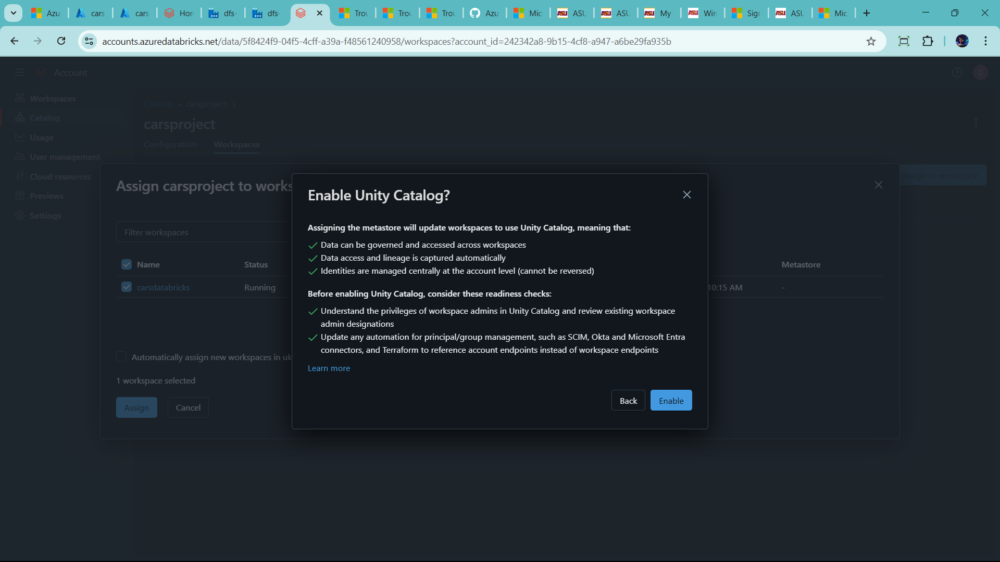 Azu
cars
cars
Hom
dfs-
dfs-
Trou
Trou
Trou
Azu
Mic
ASU
ASU
ASU
My
ASU
Win
Sign
ASU
ASU
Mic
accounts.azuredatabricks.net/data/5f8424f9-04f5-4cff-a39a-f48561240958/workspaces?account_id=242342a8-9b15-4cf8-a947-a6be29fa935b
Account
D
Workspaces
Catalog
Usage
User management
Cloud resources
Previews
Settings
Catalog
carsproject
carsproject
Configuration
Workspaces
Assign to workspace
Assign carsproject to works
Filter workspaces
Name
Status
Metastore
carsdatabricks
Running
10:15 AM
-
Automatically assign new workspaces in uk
1 workspace selected
Assign
Cancel
Enable Unity Catalog?
Assigning the metastore will update workspaces to use Unity Catalog, meaning that:
Data can be governed and accessed across workspaces
Data access and lineage is captured automatically
Identities are managed centrally at the account level (cannot be reversed)
Before enabling Unity Catalog, consider these readiness checks:
Understand the privileges of workspace admins in Unity Catalog and review existing workspace
admin designations
Update any automation for principal/group management, such as SCIM, Okta and Microsoft Entra
connectors, and Terraform to reference account endpoints instead of workspace endpoints
Learn more
Back
Enable